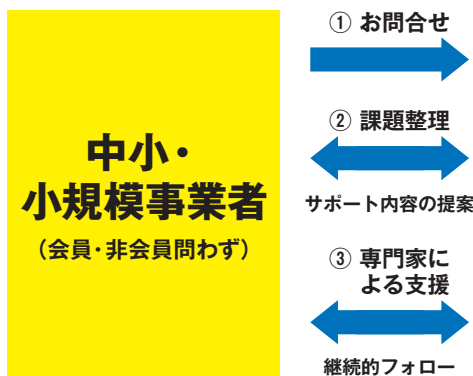 中小・
小規模事業者
（会員・非会員問わず）
① お問合せ
② 課題整理
サポート内容の提案
③ 専門家に
よる支援
継続的フォロー